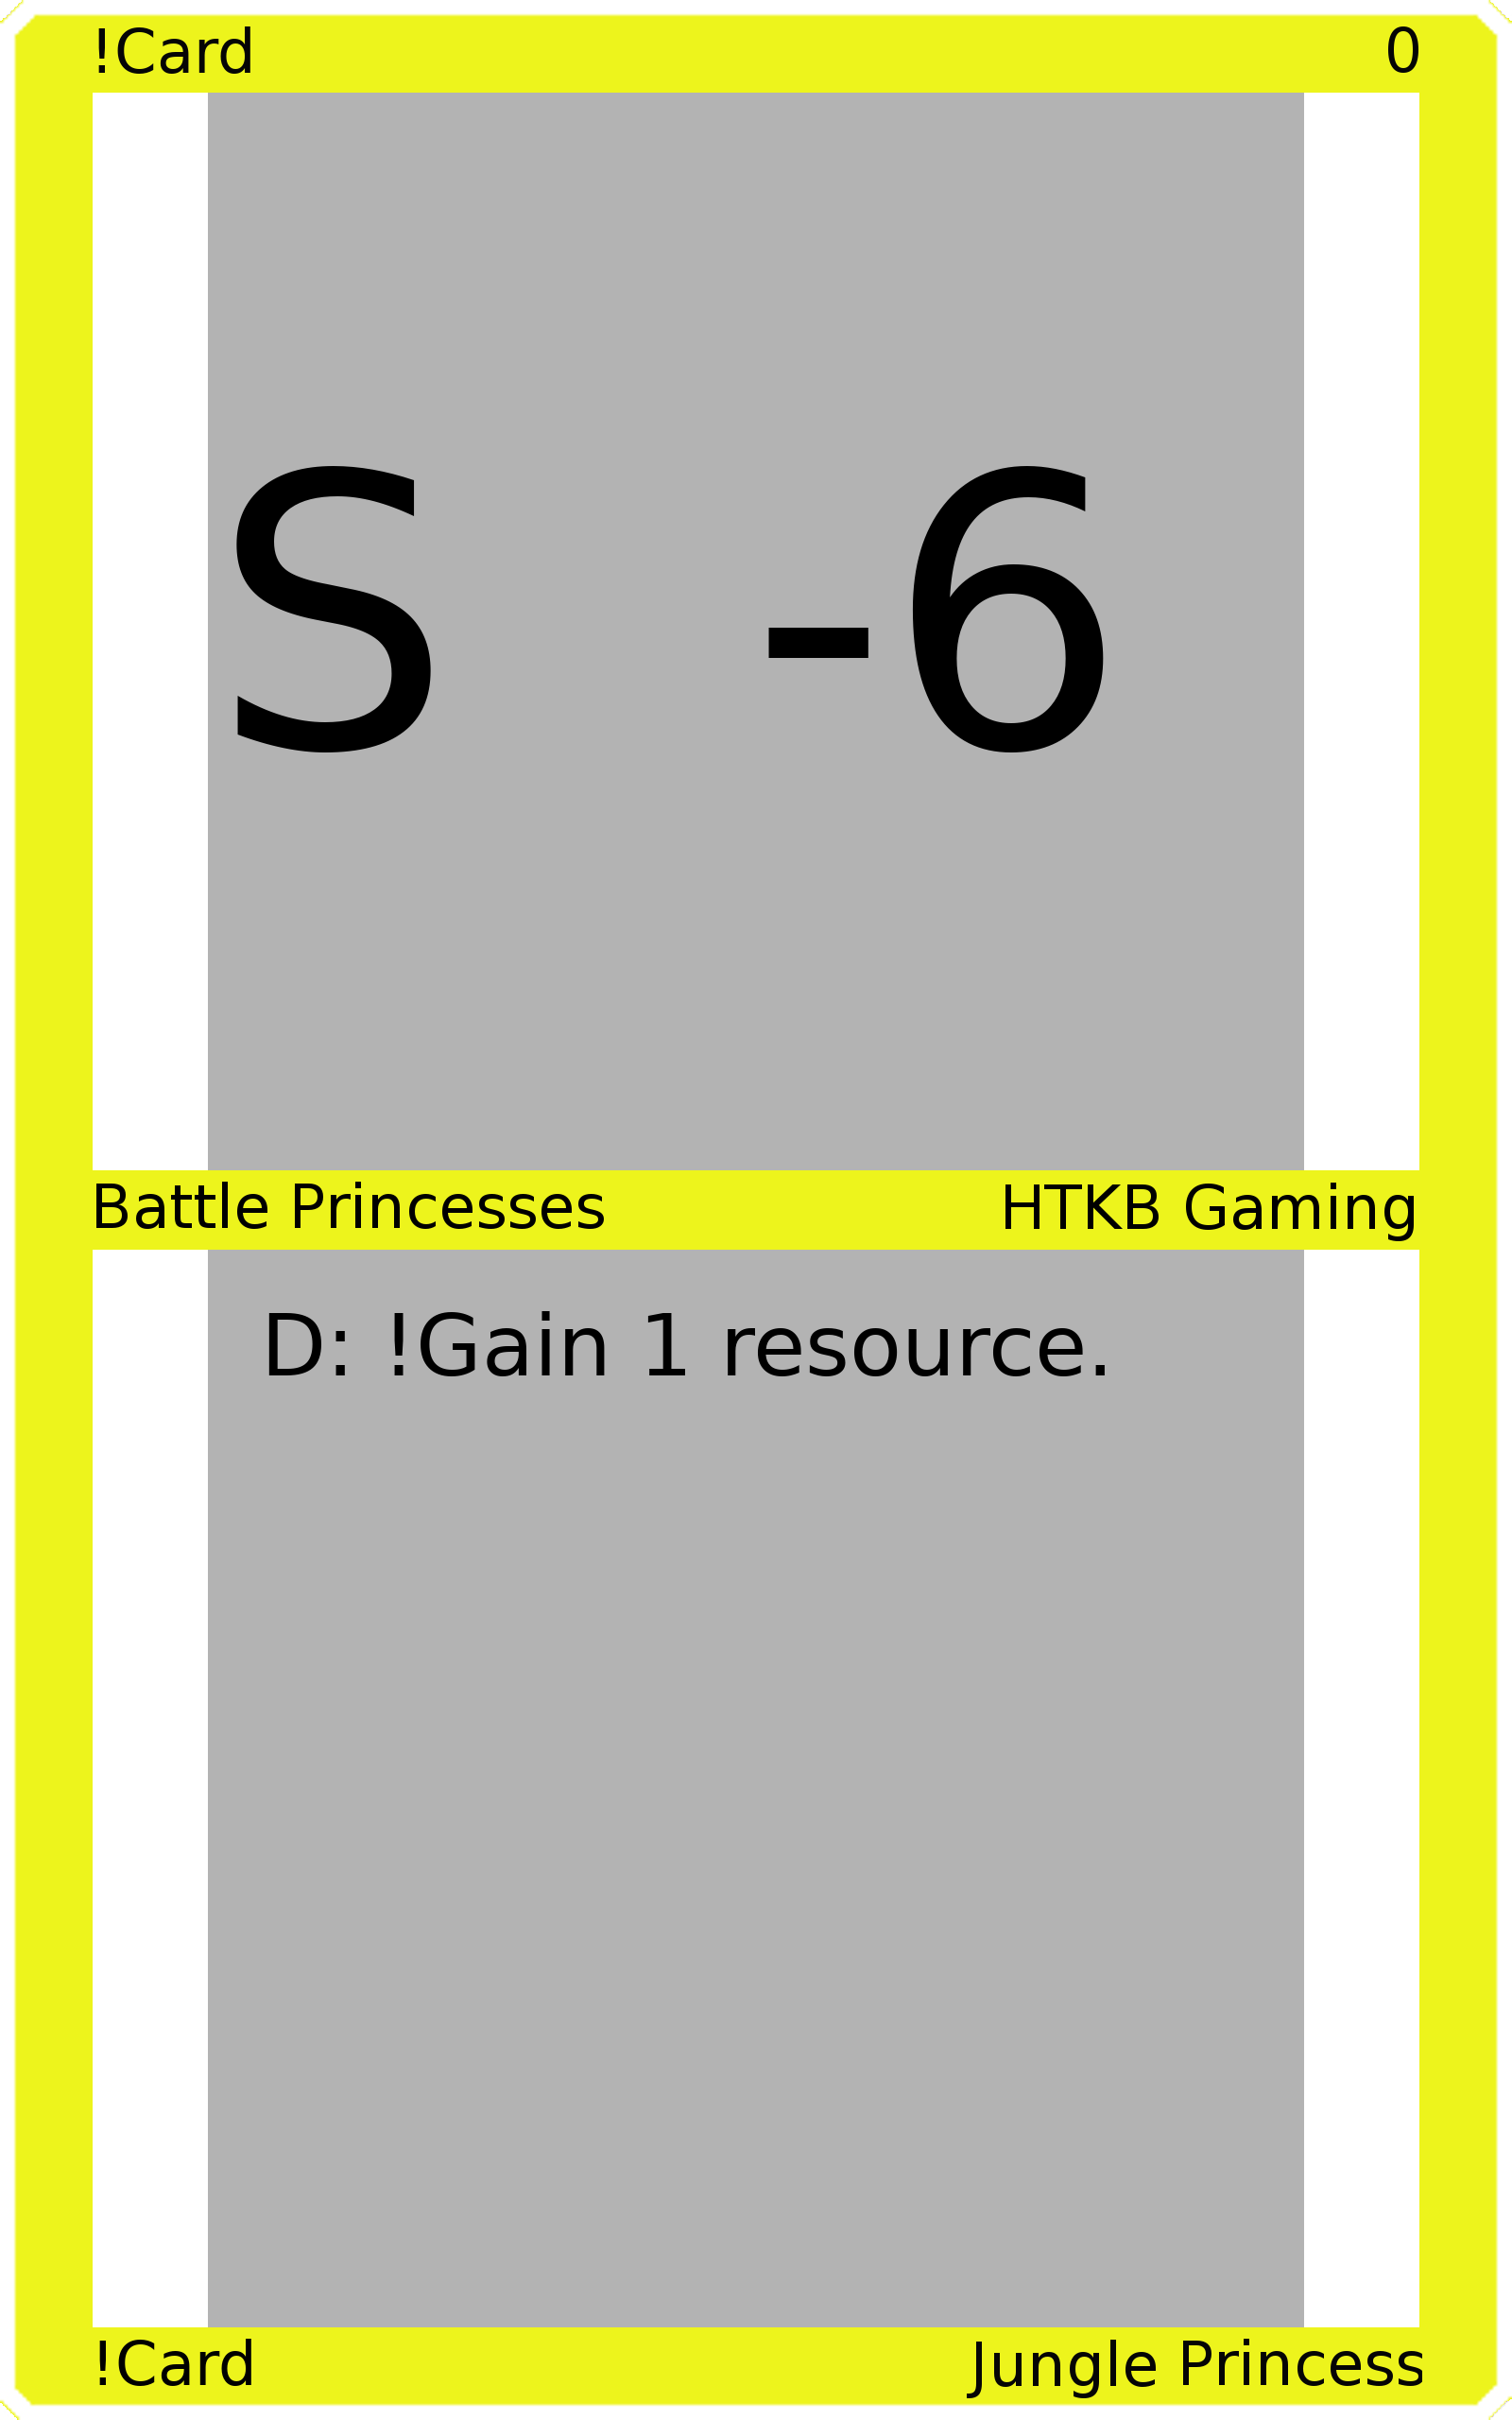 !Card 0
S -6
Battle Princesses HTKB Gaming
D: !Gain 1 resource.
!Card Jungle Princess